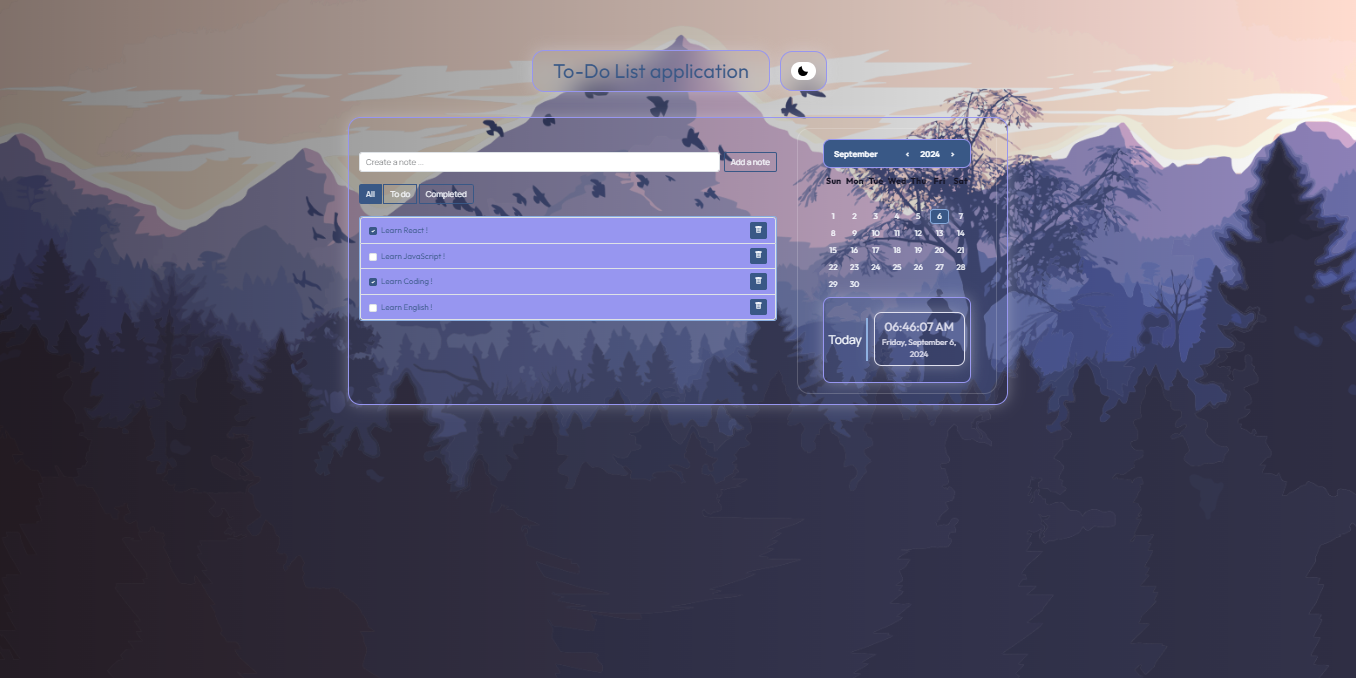 To-Do List application
Create a note ...
Add a note
All
To do
Completed
Learn React !
Learn JavaScript !
Learn Coding !
Learn English !
September ‹ 2024 ›
Sun Mon Tue Wed Thu Fri Sat
1 2 3 4 5 6 7
8 9 10 11 12 13 14
15 16 17 18 19 20 21
22 23 24 25 26 27 28
29 30
Today
06:46:07 AM
Friday, September 6,
2024